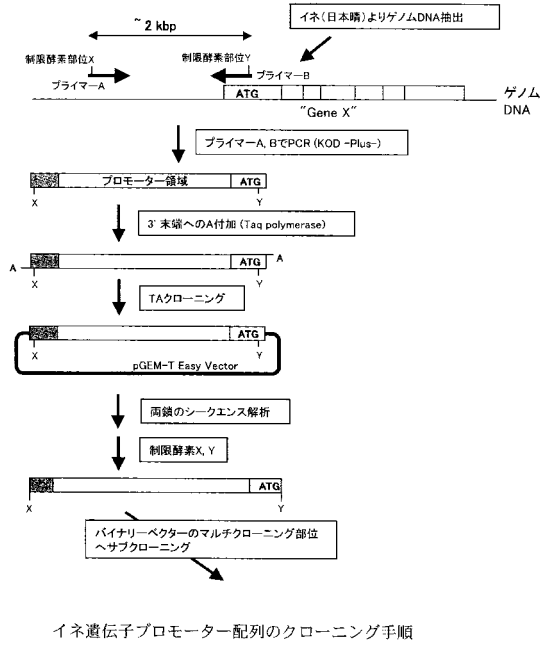 ~ 2 kbp
イネ(日本晴)よりゲノムDNA抽出
制限酵素部位X
制限酵素部位Y
プライマーA
プライマーB
ATG
"Gene X"
ゲノム
DNA
プライマーA, BでPCR (KOD -Plus-)
プロモーター領域
ATG
X
Y
3' 末端へのA付加 (Taq polymerase)
A
ATG
A
X
Y
TAクローニング
ATG
X
Y
pGEM-T Easy Vector
両鎖のシークエンス解析
制限酵素X, Y
ATG
X
Y
バイナリーベクターのマルチクローニング部位
へサブクローニング
イネ遺伝子プロモーター配列のクローニング手順